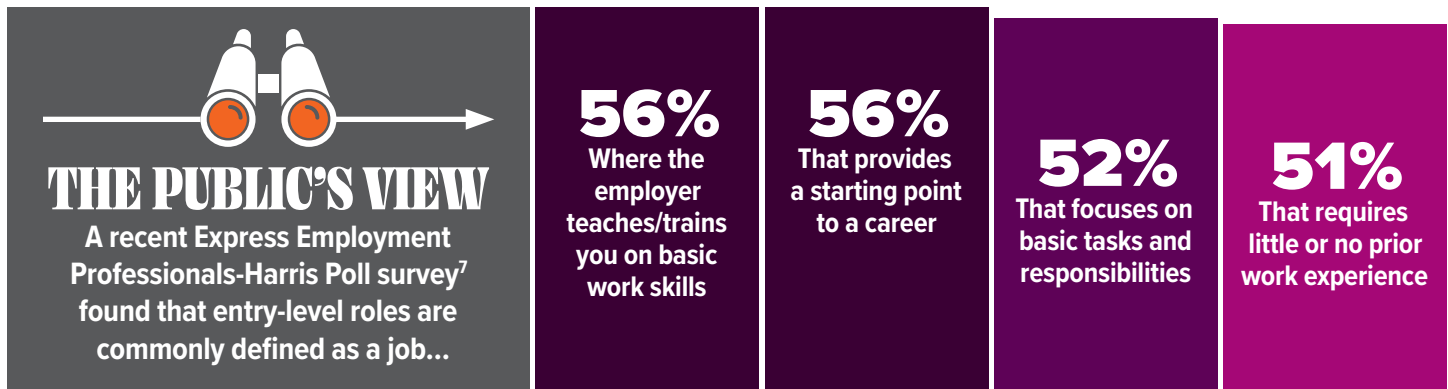 THE PUBLIC'S VIEW
A recent Express Employment
Professionals-Harris Poll survey7
found that entry-level roles are
commonly defined as a job...
56%
Where the
employer
teaches/trains
you on basic
work skills
56%
That provides
a starting point
to a career
52%
That focuses on
basic tasks and
responsibilities
51%
That requires
little or no prior
work experience